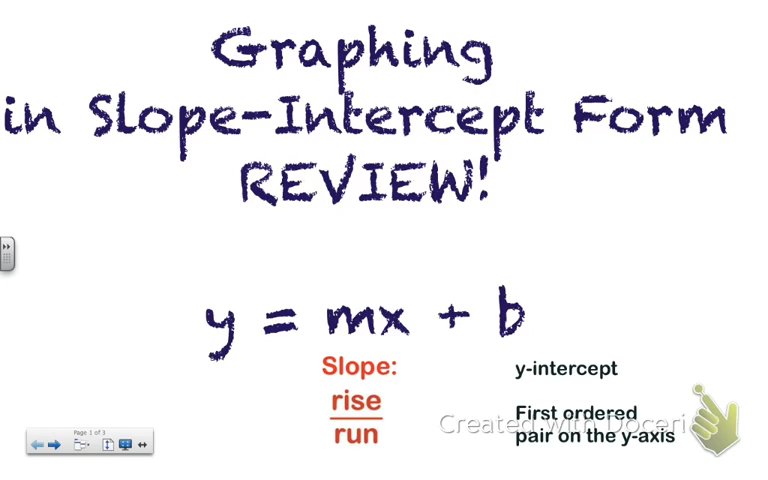 Graphing
in Slope-Intercept Form
REVIEW!
y = mx + b
Slope:
rise
run
y-intercept
First ordered
pair on the y-axis
Created with Doceri
Page 1 of 3